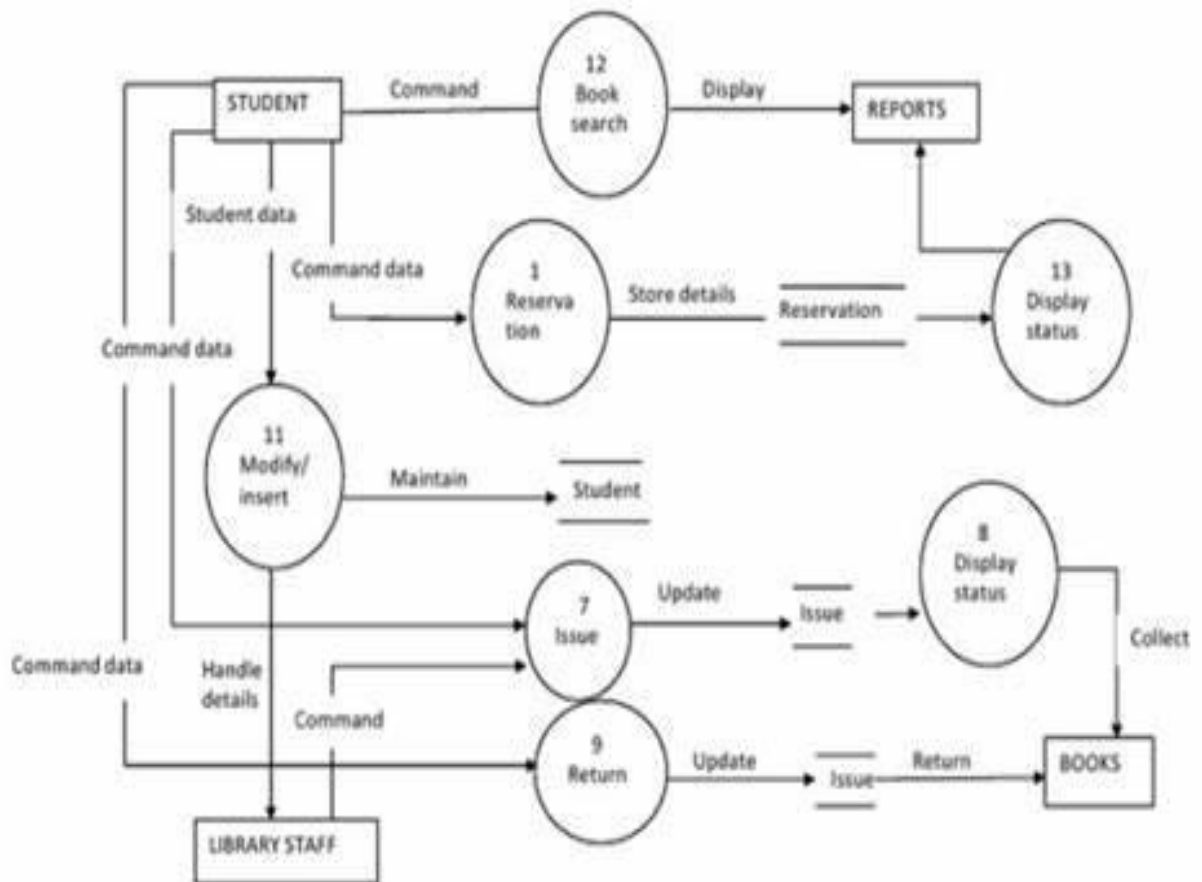 12
Book
search
STUDENT
Command
Display
REPORTS
Student data
Command data
1
Reserva
tion
Store details
Reservation
13
Display
status
Command data
11
Modify/
insert
Maintain
Student
8
Display
status
7
Issue
Update
Issue
Collect
Command data
Handle
details
Command
9
Return
Update
Issue
Return
BOOKS
LIBRARY STAFF